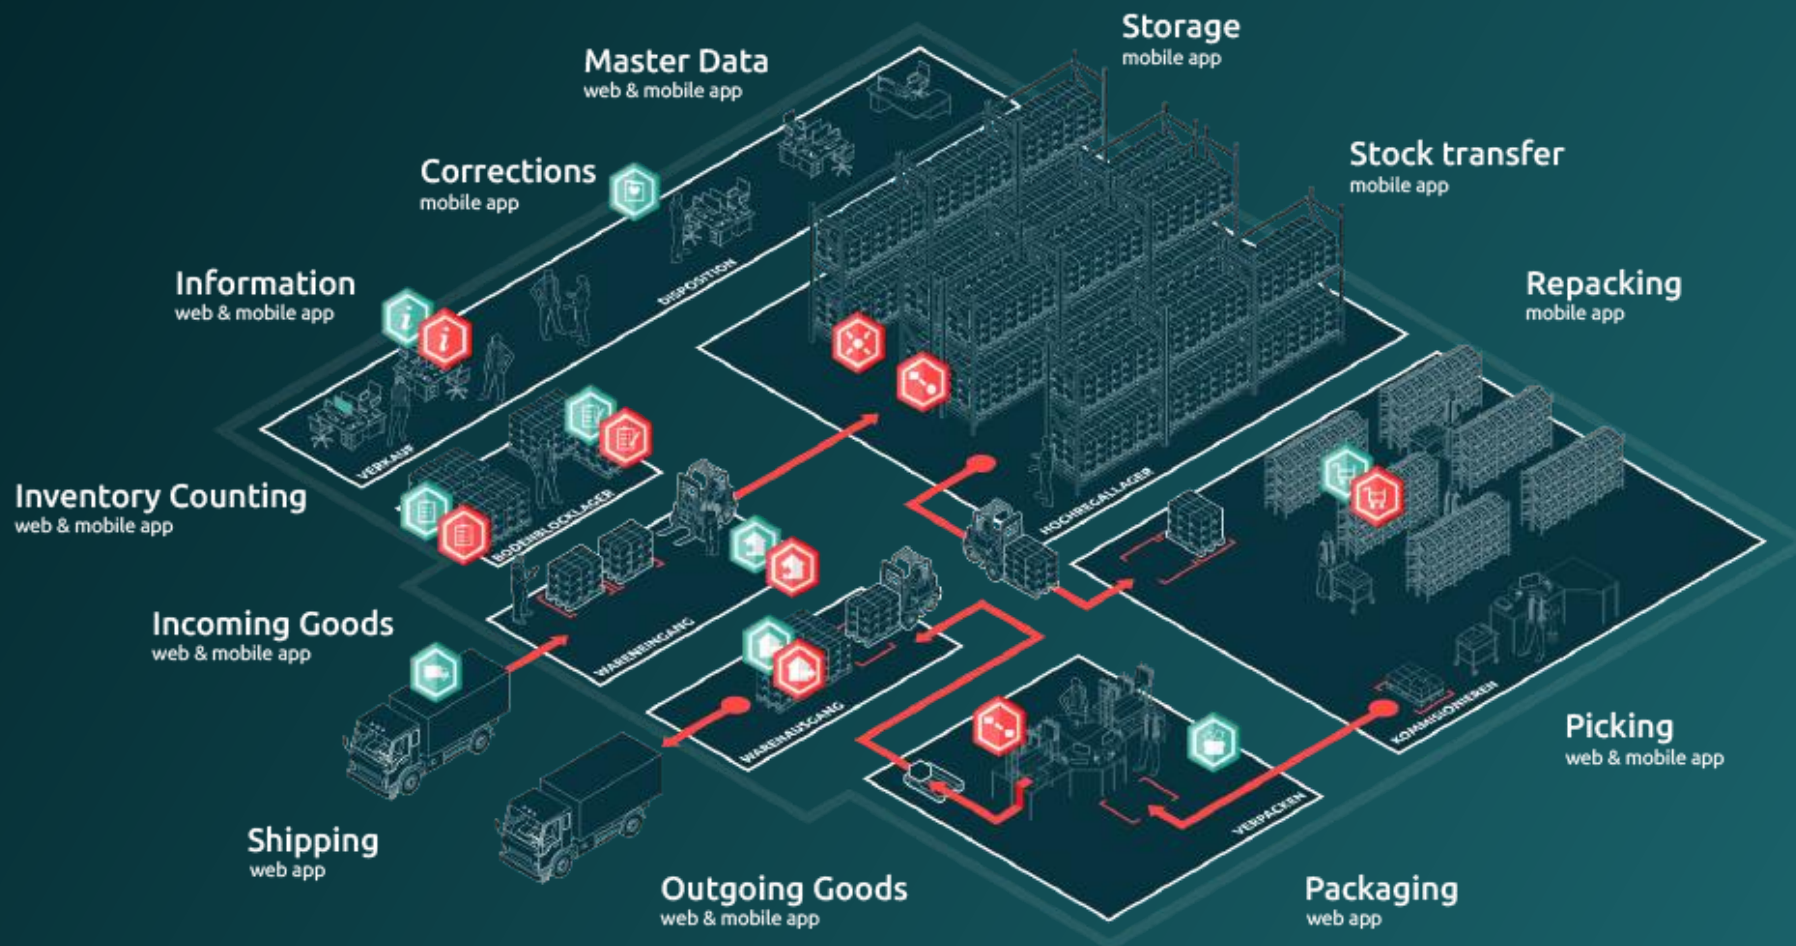 Storage
mobile app
Master Data
web & mobile app
Stock transfer
mobile app
Corrections
mobile app
Information
web & mobile app
Repacking
mobile app
DISPOSITION
VERKAUF
Inventory Counting
web & mobile app
BODENBLOCKLAGER
HOCHREGALLAGER
Incoming Goods
web & mobile app
WARENEINGANG
WAREHAUSGANG
KOMMISIONIEREN
Picking
web & mobile app
VERPACKEN
Shipping
web app
Outgoing Goods
web & mobile app
Packaging
web app